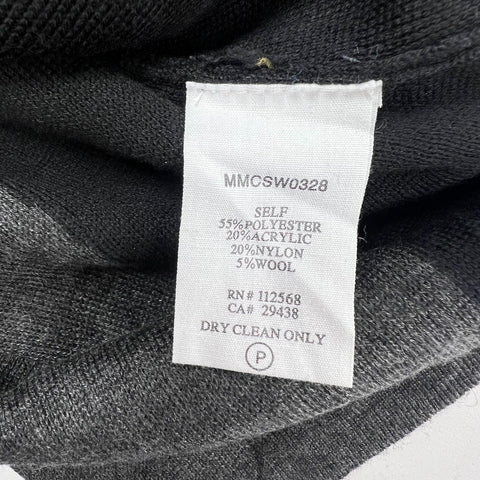 MMCSW0328
SELF
55%POLYESTER
20%ACRYLIC
20%NYLON
5%WOOL
RN# 112568
CA# 29438
DRY CLEAN ONLY
P